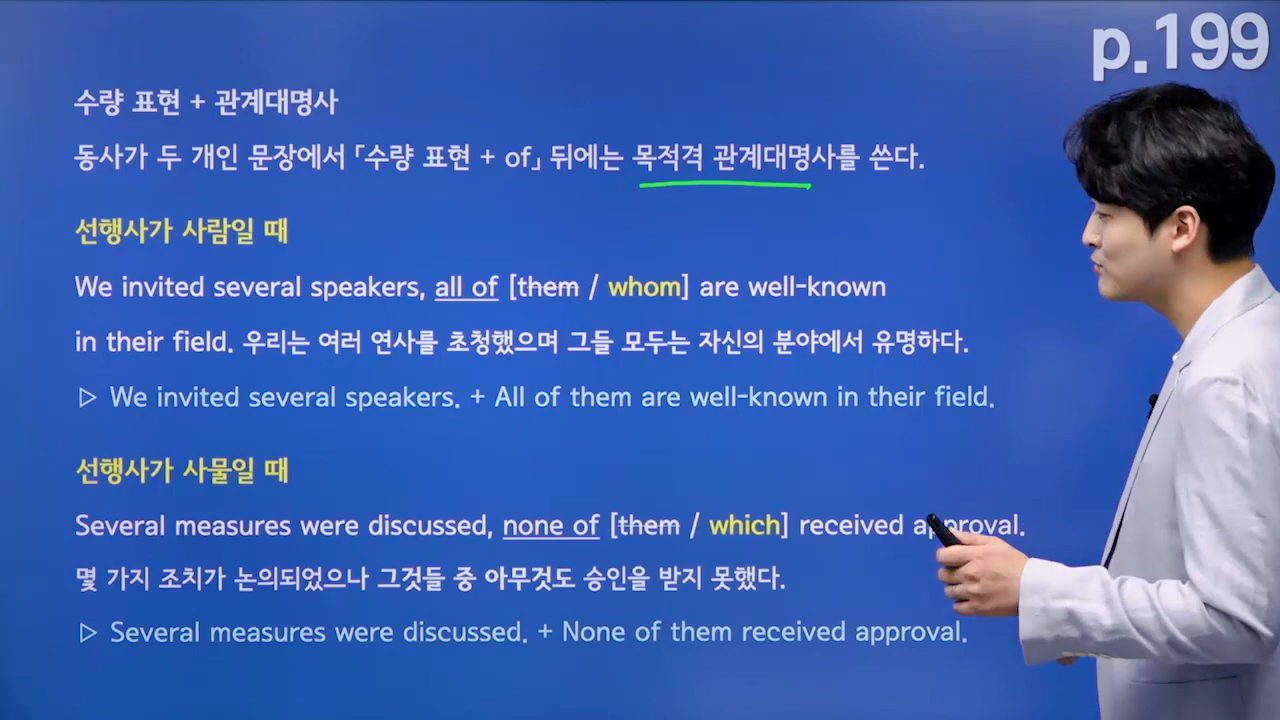 p.199
수량 표현 + 관계대명사
동사가 두 개인 문장에서 「수량 표현 + of」 뒤에는 목적격 관계대명사를 쓴다.
선행사가 사람일 때
We invited several speakers, all of [them / whom] are well-known
in their field. 우리는 여러 연사를 초청했으며 그들 모두는 자신의 분야에서 유명하다.
▷ We invited several speakers. + All of them are well-known in their field.
선행사가 사물일 때
Several measures were discussed, none of [them / which] received approval.
몇 가지 조치가 논의되었으나 그것들 중 아무것도 승인을 받지 못했다.
▷ Several measures were discussed. + None of them received approval.